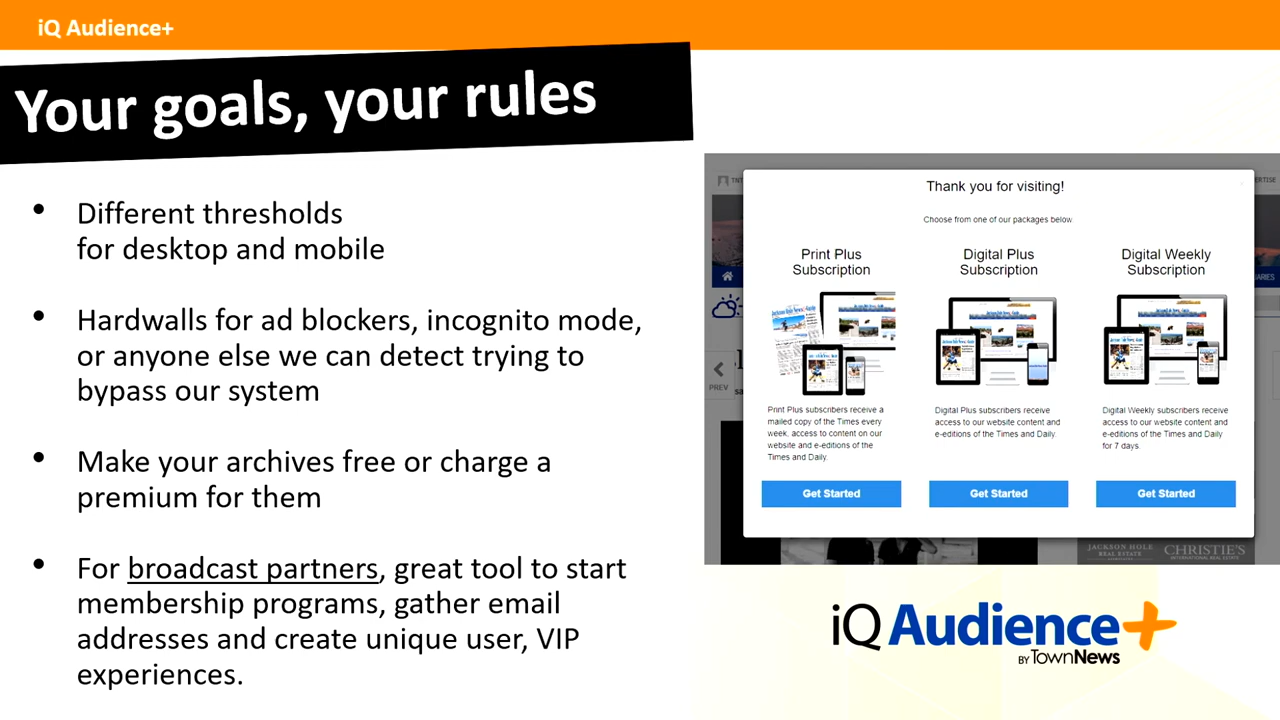 iQ Audience+
Your goals, your rules
• Different thresholds
for desktop and mobile
• Hardwalls for ad blockers, incognito mode,
or anyone else we can detect trying to
bypass our system
• Make your archives free or charge a
premium for them
• For broadcast partners, great tool to start
membership programs, gather email
addresses and create unique user, VIP
experiences.
Thank you for visiting!
Choose from one of our packages below.
Print Plus
Subscription
Print Plus subscribers receive a
mailed copy of the Times every
week, access to content on our
website and e-editions of the
Times and Daily.
Get Started
Digital Plus
Subscription
Digital Plus subscribers receive
access to our website content and
e-editions of the Times and Daily.
Get Started
Digital Weekly
Subscription
Digital Weekly subscribers receive
access to our website content and
e-editions of the Times and Daily
for 7 days.
Get Started
PREV
JACKSON HOLE
REAL ESTATE
CHRISTIE'S
INTERNATIONAL REAL ESTATE
iQ Audience+
BY TownNews